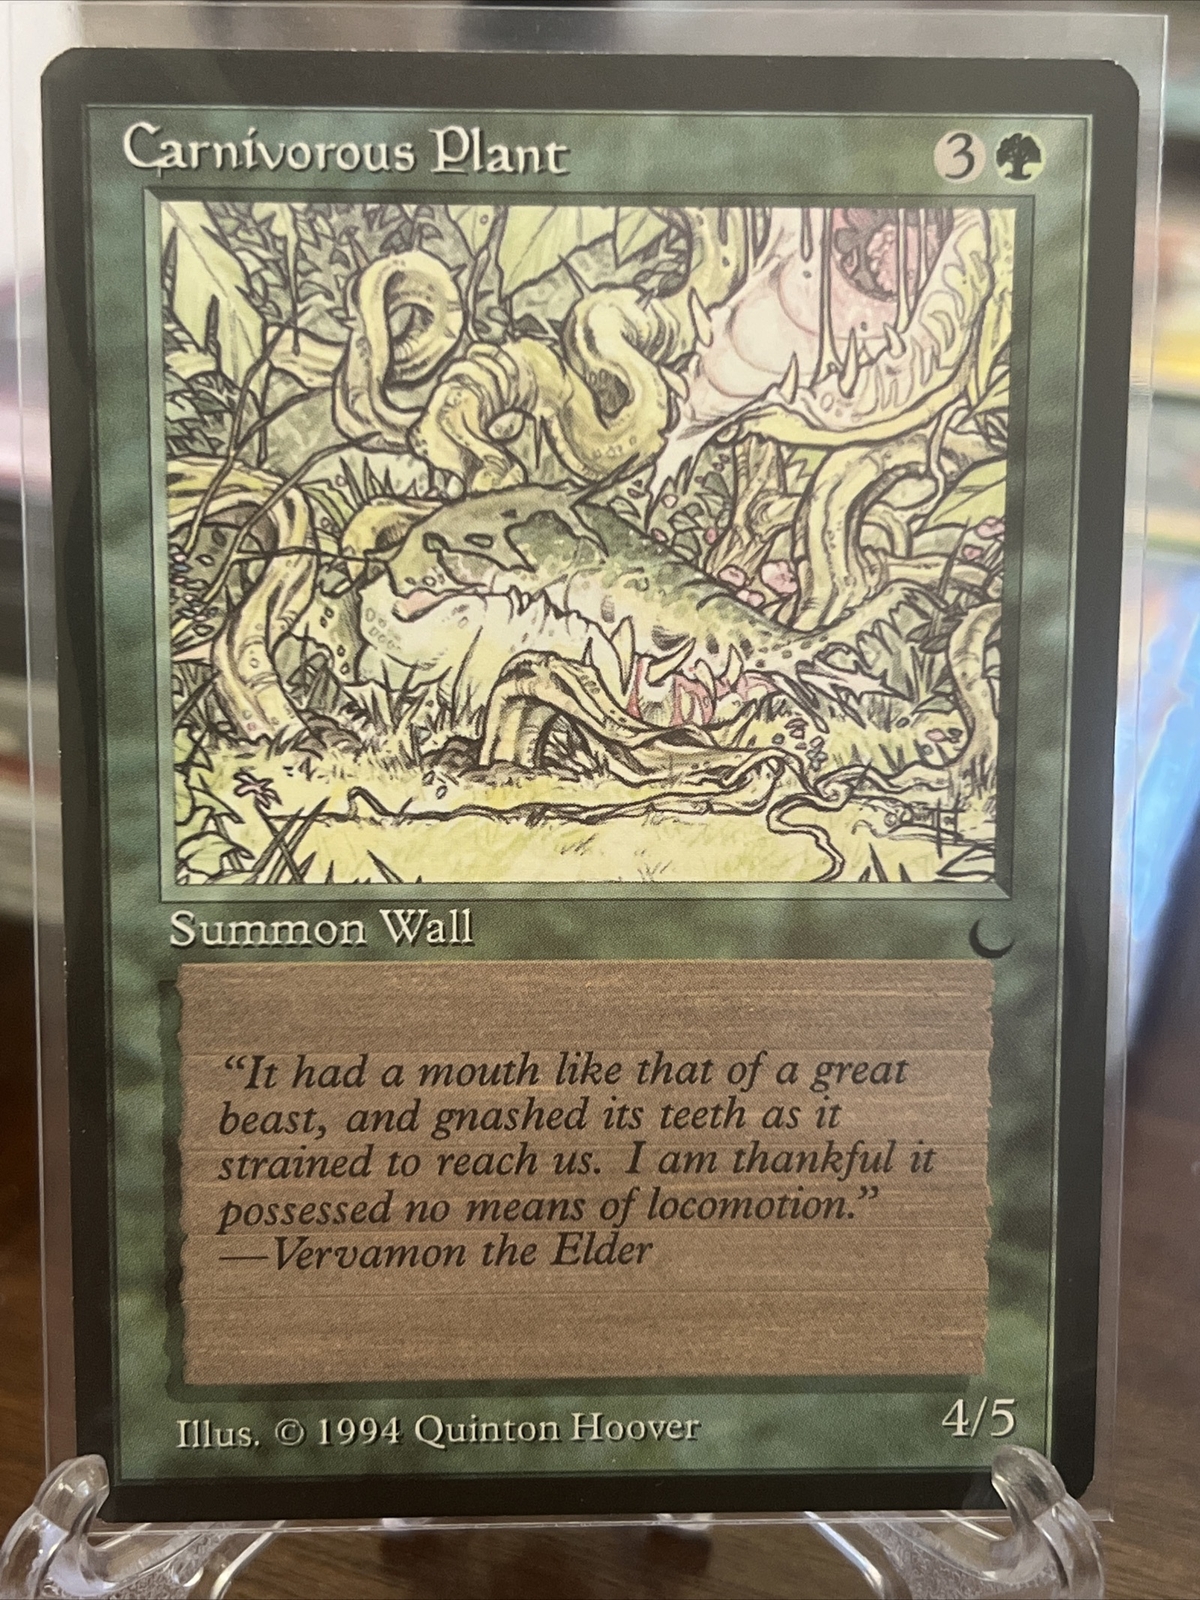 Carnivorous Plant
3
Summon Wall
“It had a mouth like that of a great
beast, and gnashed its teeth as it
strained to reach us. I am thankful it
possessed no means of locomotion.”
—Vervamon the Elder
Illus. © 1994 Quinton Hoover
4/5